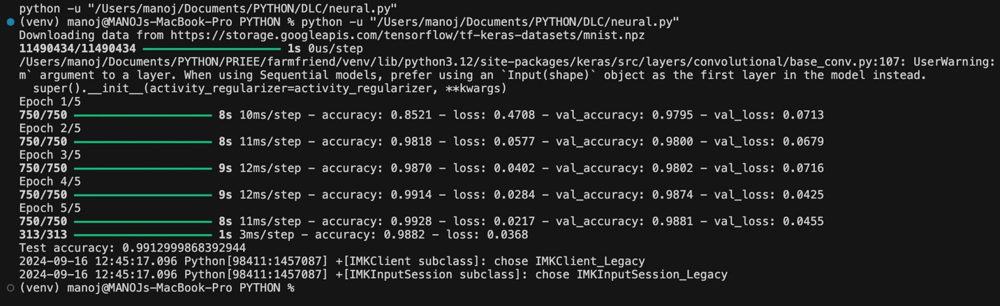 python -u "/Users/manoj/Documents/PYTHON/DLC/neural.py"
(venv) manoj@MANOJs-MacBook-Pro PYTHON % python -u "/Users/manoj/Documents/PYTHON/DLC/neural.py"
Downloading data from https://storage.googleapis.com/tensorflow/tf-keras-datasets/mnist.npz
11490434/11490434 ━━━━━━━━━━━━━━━━━━━━ 1s 0us/step
/Users/manoj/Documents/PYTHON/PRIEE/farmfriend/venv/lib/python3.12/site-packages/keras/src/layers/convolutional/base_conv.py:107: UserWarning:
m` argument to a layer. When using Sequential models, prefer using an `Input(shape)` object as the first layer in the model instead.
  super().__init__(activity_regularizer=activity_regularizer, **kwargs)
Epoch 1/5
750/750 ━━━━━━━━━━━━━━━━━━━━ 8s 10ms/step - accuracy: 0.8521 - loss: 0.4708 - val_accuracy: 0.9795 - val_loss: 0.0713
Epoch 2/5
750/750 ━━━━━━━━━━━━━━━━━━━━ 8s 11ms/step - accuracy: 0.9818 - loss: 0.0577 - val_accuracy: 0.9800 - val_loss: 0.0679
Epoch 3/5
750/750 ━━━━━━━━━━━━━━━━━━━━ 9s 12ms/step - accuracy: 0.9870 - loss: 0.0402 - val_accuracy: 0.9802 - val_loss: 0.0716
Epoch 4/5
750/750 ━━━━━━━━━━━━━━━━━━━━ 9s 12ms/step - accuracy: 0.9914 - loss: 0.0284 - val_accuracy: 0.9874 - val_loss: 0.0425
Epoch 5/5
750/750 ━━━━━━━━━━━━━━━━━━━━ 8s 11ms/step - accuracy: 0.9928 - loss: 0.0217 - val_accuracy: 0.9881 - val_loss: 0.0455
313/313 ━━━━━━━━━━━━━━━━━━━━ 1s 3ms/step - accuracy: 0.9882 - loss: 0.0368
Test accuracy: 0.9912999868392944
2024-09-16 12:45:17.096 Python[98411:1457087] +[IMKClient subclass]: chose IMKClient_Legacy
2024-09-16 12:45:17.096 Python[98411:1457087] +[IMKInputSession subclass]: chose IMKInputSession_Legacy
(venv) manoj@MANOJs-MacBook-Pro PYTHON %